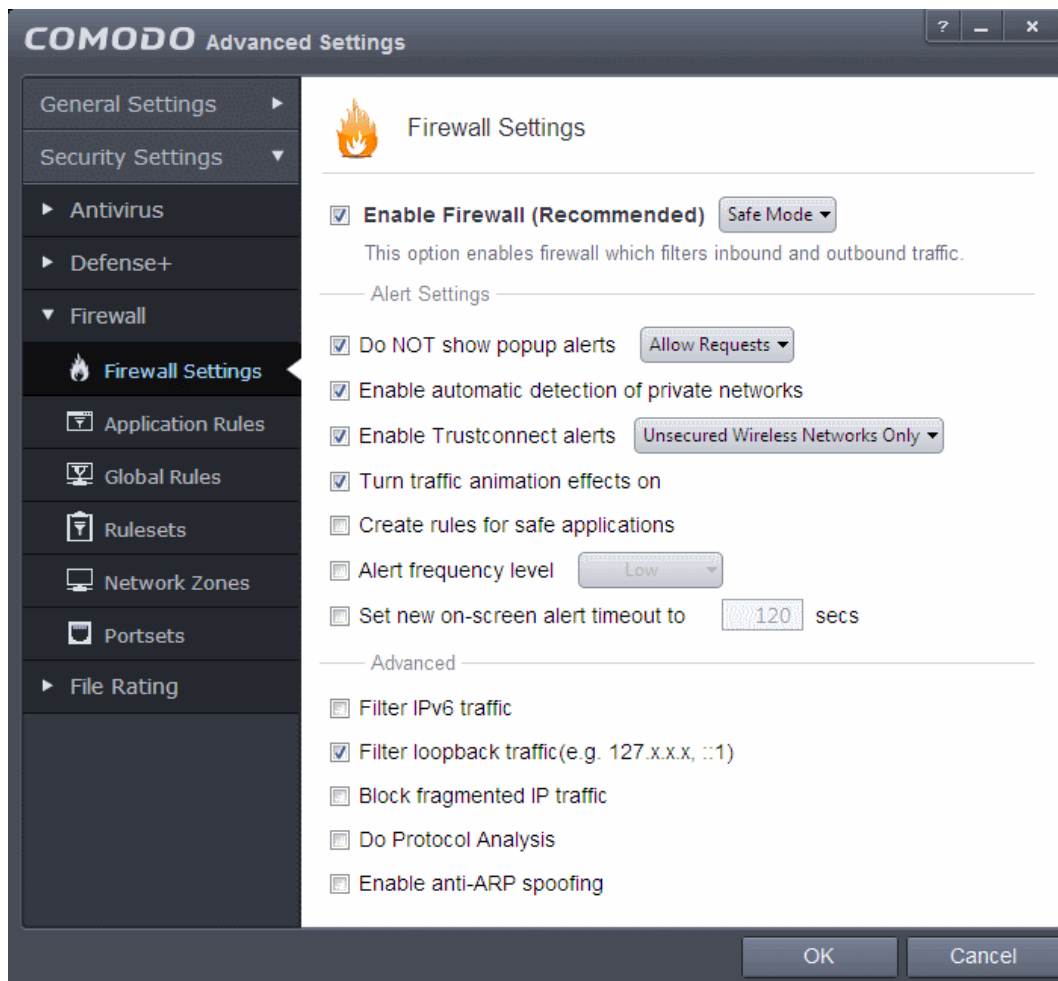 COMODO Advanced Settings
? – x
General Settings
Security Settings
Antivirus
Defense+
Firewall
Firewall Settings
Application Rules
Global Rules
Rulesets
Network Zones
Portsets
File Rating
Firewall Settings
Enable Firewall (Recommended) Safe Mode
This option enables firewall which filters inbound and outbound traffic.
Alert Settings
Do NOT show popup alerts Allow Requests
Enable automatic detection of private networks
Enable Trustconnect alerts Unsecured Wireless Networks Only
Turn traffic animation effects on
Create rules for safe applications
Alert frequency level Low
Set new on-screen alert timeout to 120 secs
Advanced
Filter IPv6 traffic
Filter loopback traffic(e.g. 127.x.x.x, ::1)
Block fragmented IP traffic
Do Protocol Analysis
Enable anti-ARP spoofing
OK Cancel